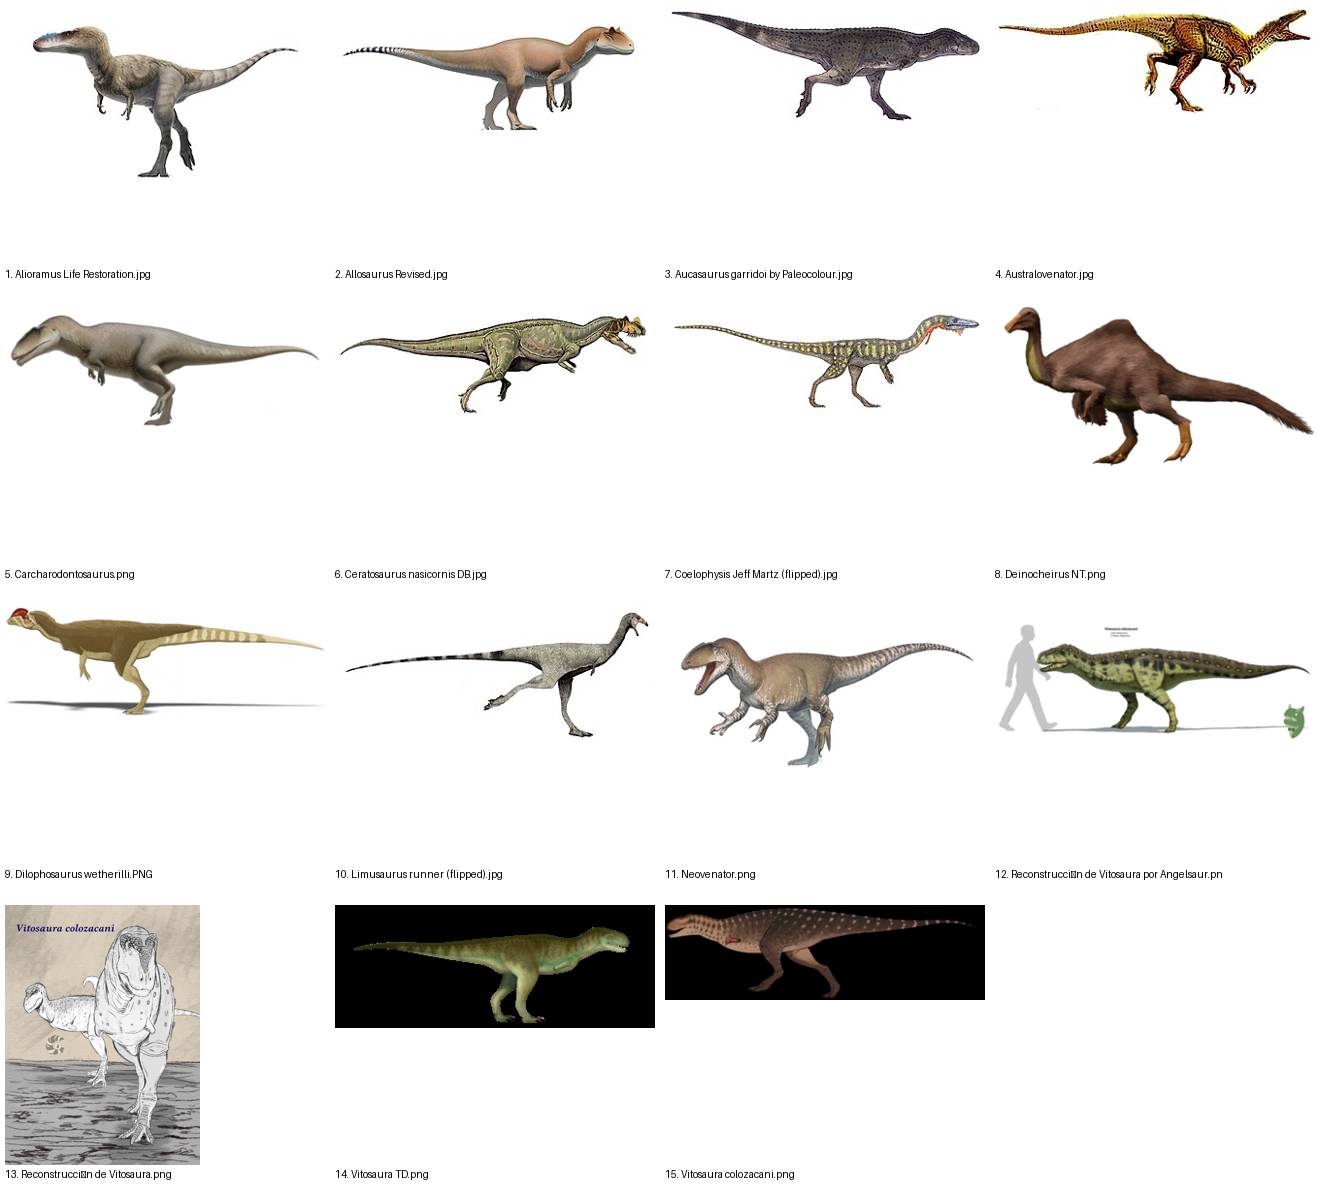 1. Alioramus Life Restoration.jpg
2. Allosaurus Revised.jpg
3. Aucasaurus garridoi by Paleocolour.jpg
4. Australovenator.jpg
5. Carcharodontosaurus.png
6. Ceratosaurus nasicornis DB.jpg
7. Coelophysis Jeff Martz (flipped).jpg
8. Deinocheirus NT.png
Vitosaura colozacani
9. Dilophosaurus wetherilli.PNG
10. Limusaurus runner (flipped).jpg
11. Neovenator.png
12. Reconstrucci▯n de Vitosaura por Angelsaur.pn
Vitosaura colozacani
13. Reconstrucci▯n de Vitosaura.png
14. Vitosaura TD.png
15. Vitosaura colozacani.png